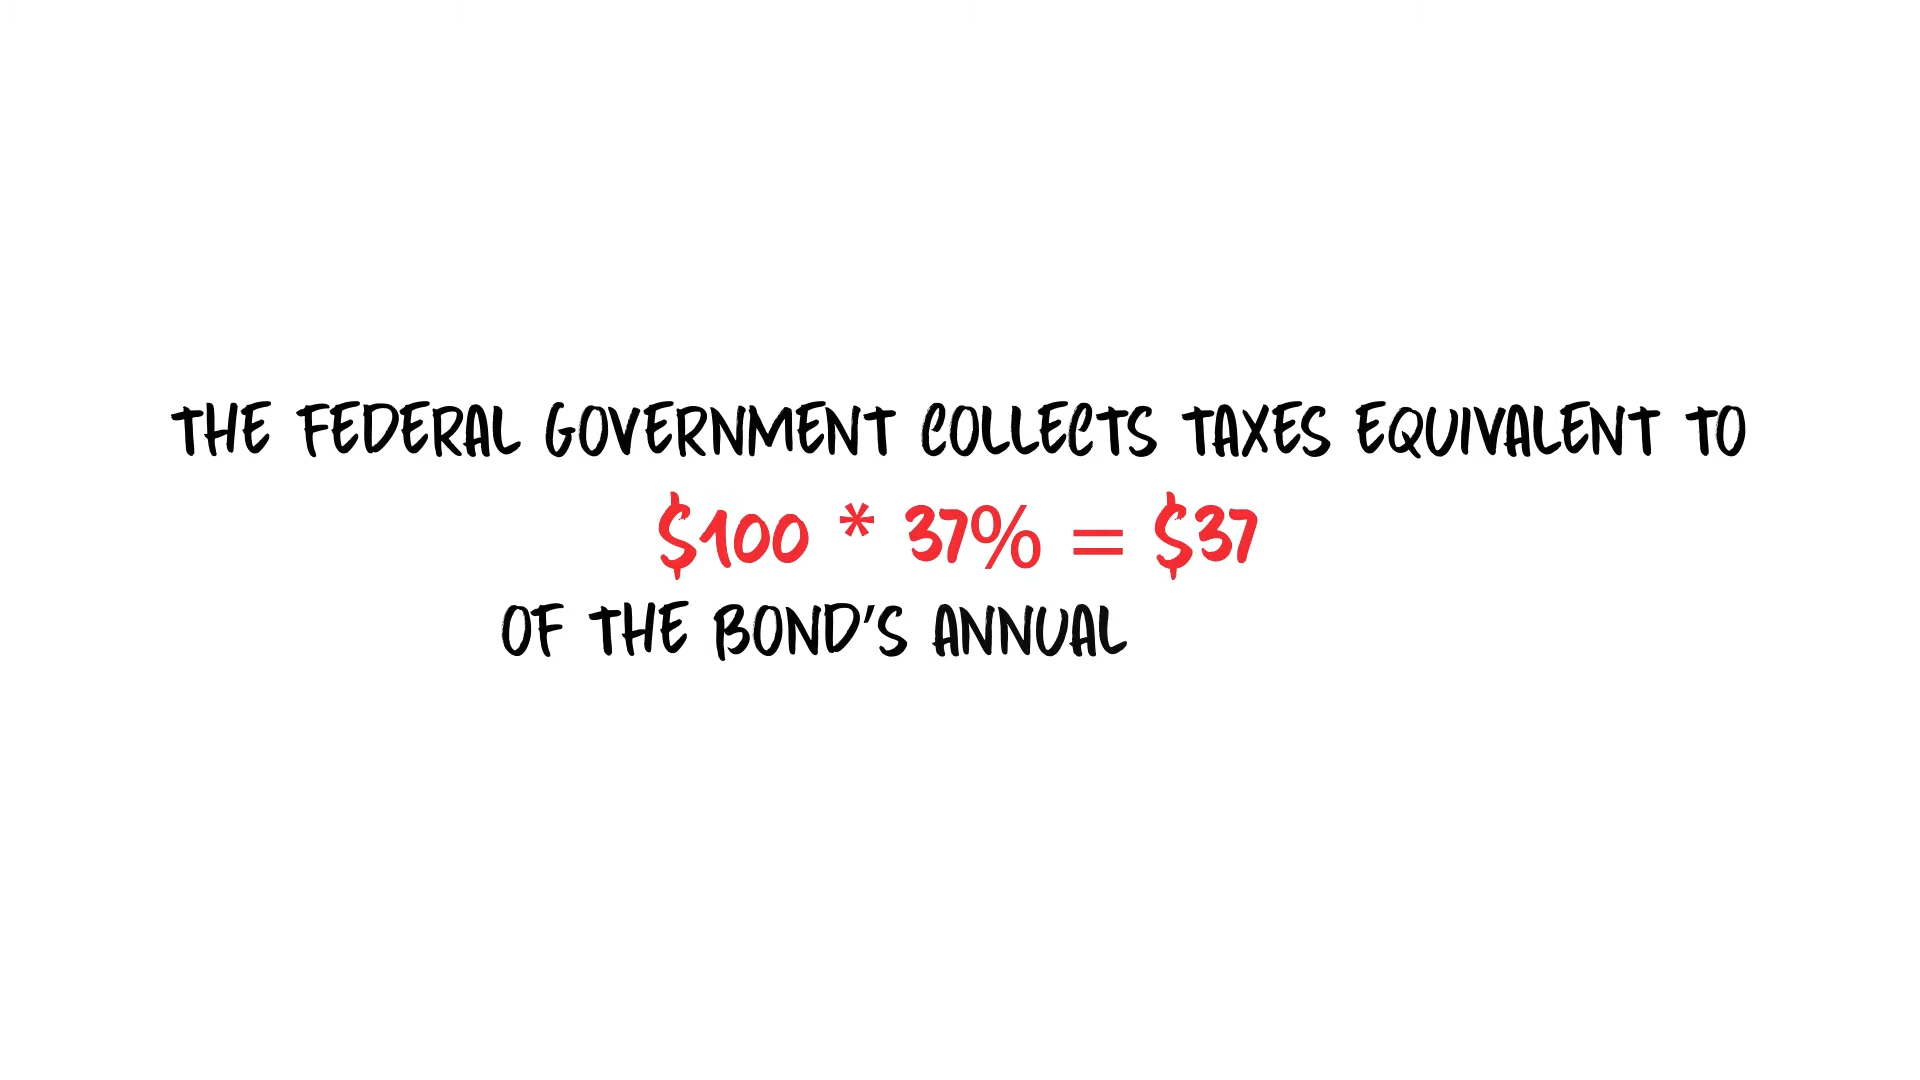 THE FEDERAL GOVERNMENT COLLECTS TAXES EQUIVALENT TO
$100 * 37% = $37
OF THE BOND'S ANNUAL